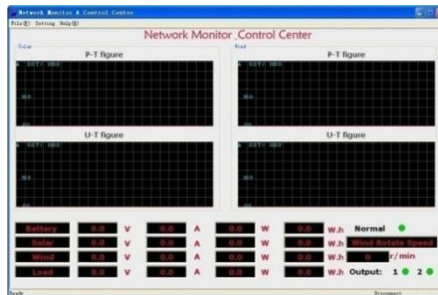 Network Monitor & Control Center
File(F) Setting Help(H)
Network Monitor_Control Center
Solar
Wind
P-T figure
P-T figure
U-T figure
U-T figure
Battery 0.0 V 0.0 A 0.0 W 0.0 W.h Normal
Solar 0.0 V 0.0 A 0.0 W 0.0 W.h Wind Rotate Speed
Wind 0.0 V 0.0 A 0.0 W 0.0 W.h 0 r/min
Load 0.0 V 0.0 A 0.0 W 0.0 W.h Output: 1 2
Ready
Disconnect